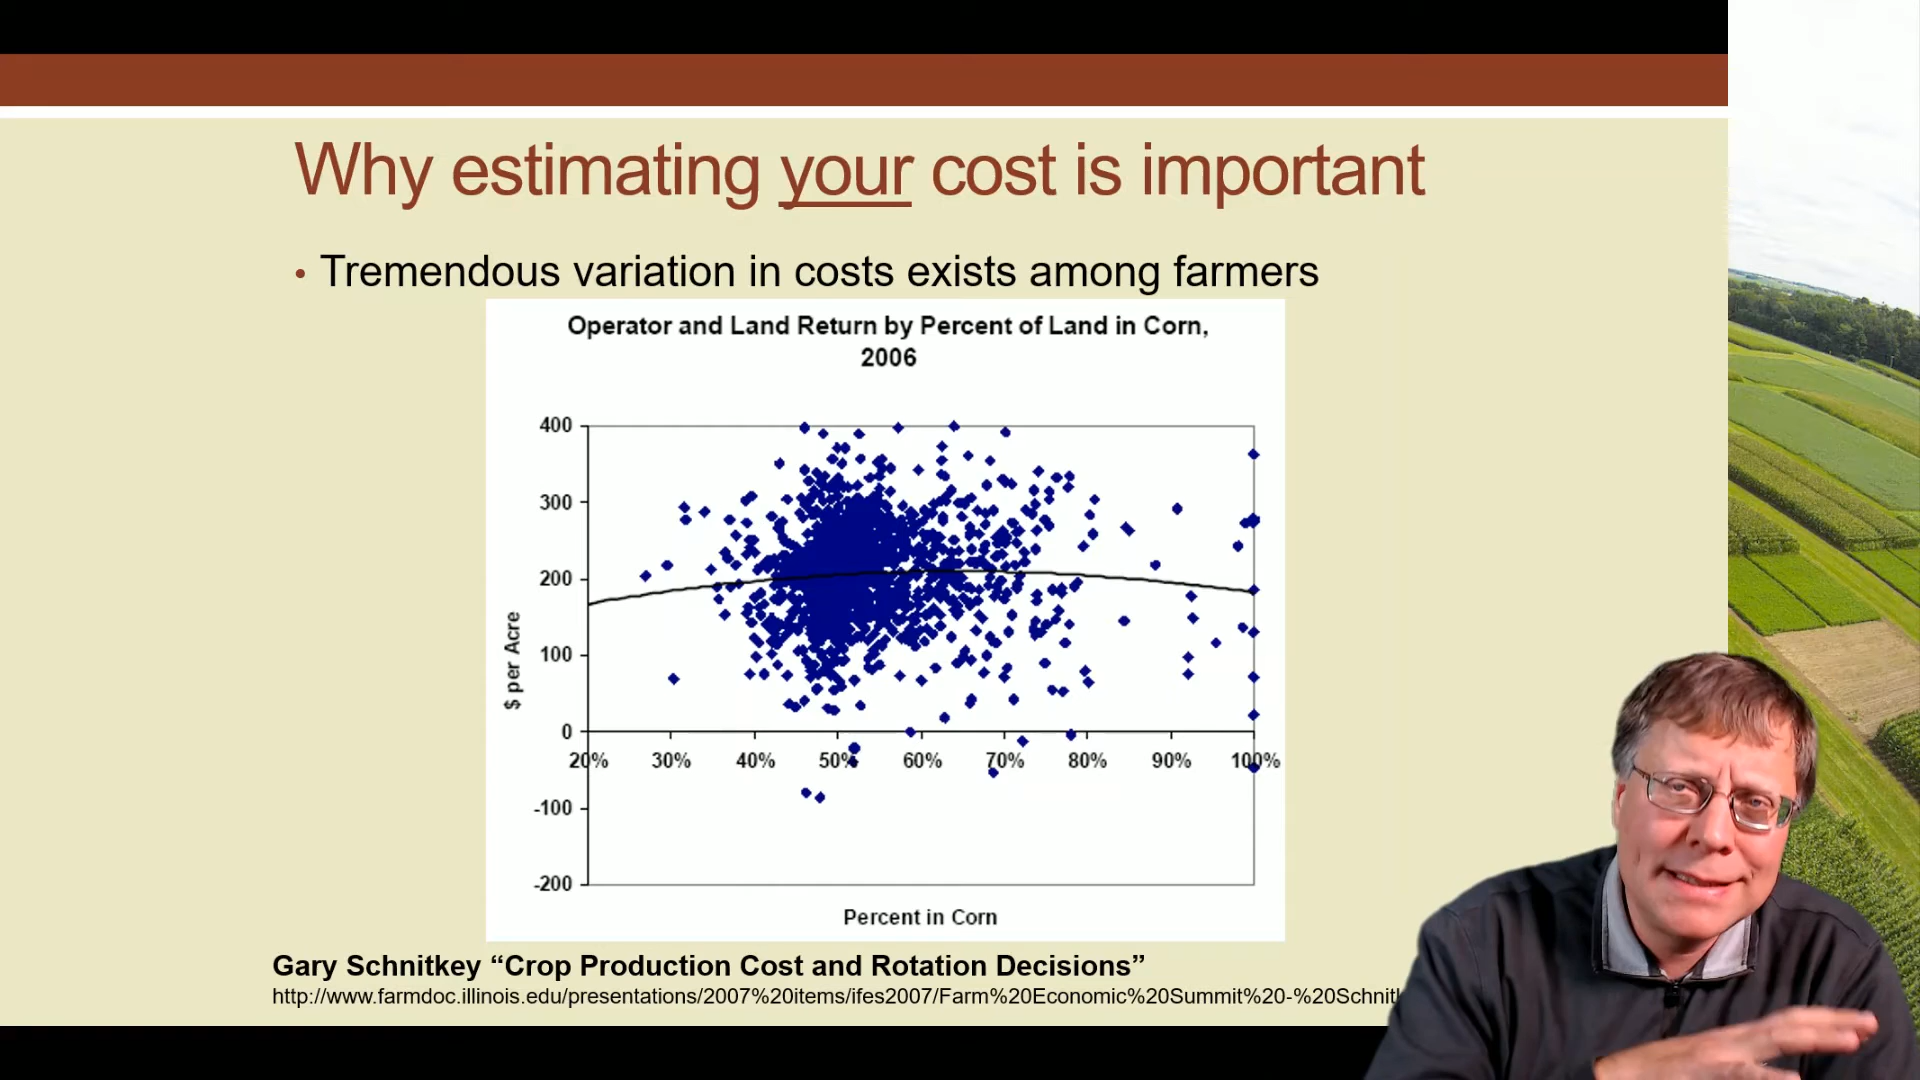 Why estimating your cost is important
• Tremendous variation in costs exists among farmers
Operator and Land Return by Percent of Land in Corn,
2006
400
300
200
100
0
-100
-200
$ per Acre
20% 30% 40% 50% 60% 70% 80% 90% 100%
Percent in Corn
Gary Schnitkey “Crop Production Cost and Rotation Decisions”
http://www.farmdoc.illinois.edu/presentations/2007%20items/ifes2007/Farm%20Economic%20Summit%20-%20Schnit